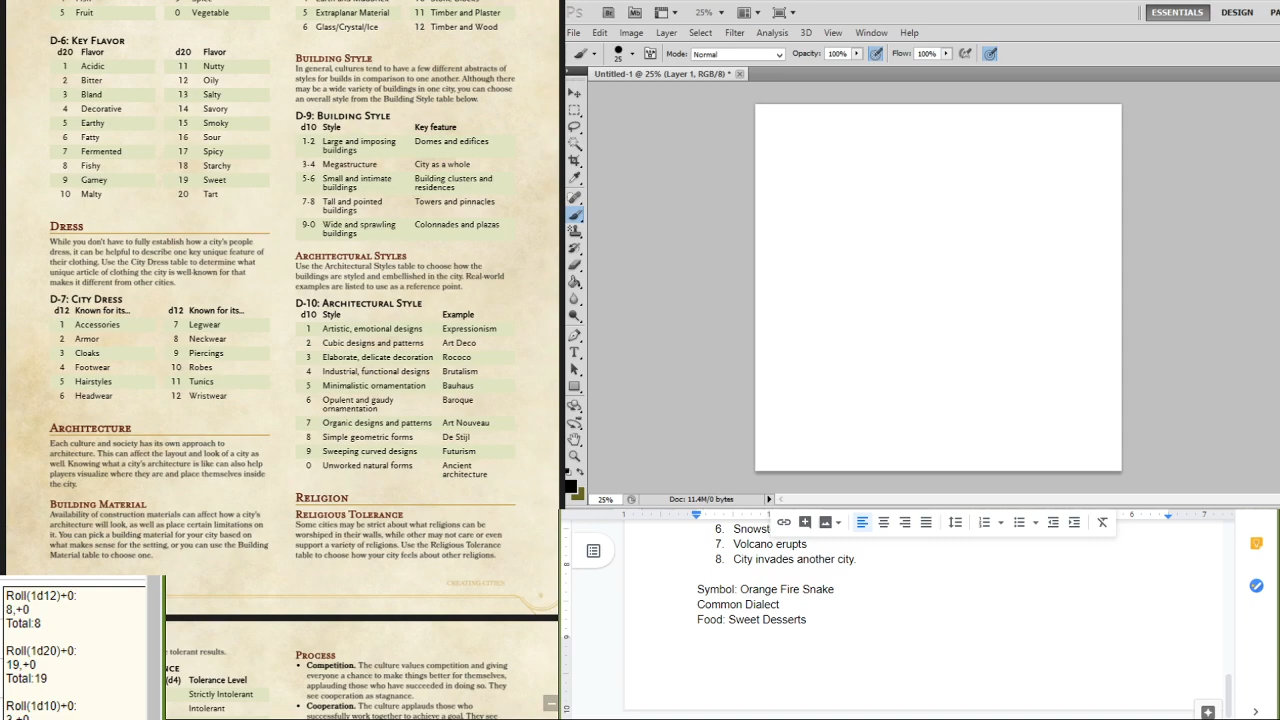 5 Fruit 0 Vegetable
D-6: Key Flavor
d20 Flavor d20 Flavor
1 Acidic 11 Nutty
2 Bitter 12 Oily
3 Bland 13 Salty
4 Decorative 14 Savory
5 Earthy 15 Smoky
6 Fatty 16 Sour
7 Fermented 17 Spicy
8 Fishy 18 Starchy
9 Gamey 19 Sweet
10 Malty 20 Tart
Dress
While you don't have to fully establish how a city's people
dress, it can be helpful to describe one key unique feature of
their clothing. Use the City Dress table to determine what
unique article of clothing the city is well-known for that
makes it different from other cities.
D-7: City Dress
d12 Known for its... d12 Known for its...
1 Accessories 7 Legwear
2 Armor 8 Neckwear
3 Cloaks 9 Piercings
4 Footwear 10 Robes
5 Hairstyles 11 Tunics
6 Headwear 12 Wristwear
Architecture
Each culture and society has its own approach to
architecture. This can affect the layout and look of a city as
well. Knowing what a city's architecture is like can also help
players visualize where they are and place themselves inside
the city.
Building Material
Availability of construction materials can affect how a city's
architecture will look, as well as place certain limitations on
it. You can pick a building material for your city based on
what makes sense for the setting, or you can use the Building
Material table to choose one.
5 Extraplanar Material 11 Timber and Plaster
6 Glass/Crystal/Ice 12 Timber and Wood
Building Style
In general, cultures tend to have a few different abstracts of
styles for builds in comparison to one another. Although there
may be a wide variety of buildings in one city, you can choose
an overall style from the Building Style table below.
D-9: Building Style
d10 Style Key feature
1-2 Large and imposing buildings Domes and edifices
3-4 Megastructure City as a whole
5-6 Small and intimate buildings Building clusters and residences
7-8 Tall and pointed buildings Towers and pinnacles
9-0 Wide and sprawling buildings Colonnades and plazas
Architectural Styles
Use the Architectural Styles table to choose how the
buildings are styled and embellished in the city. Real-world
examples are listed to use as a reference point.
D-10: Architectural Style
d10 Style Example
1 Artistic, emotional designs Expressionism
2 Cubic designs and patterns Art Deco
3 Elaborate, delicate decoration Rococo
4 Industrial, functional designs Brutalism
5 Minimalistic ornamentation Bauhaus
6 Opulent and gaudy ornamentation Baroque
7 Organic designs and patterns Art Nouveau
8 Simple geometric forms De Stijl
9 Sweeping curved designs Futurism
0 Unworked natural forms Ancient architecture
Religion
Religious Tolerance
Some cities may be strict about what religions can be
worshiped in their walls, while other may not care or even
support a variety of religions. Use the Religious Tolerance
table to choose how your city feels about other religions.
CREATING CITIES
tolerant results.
NCE
(d4) Tolerance Level
Strictly Intolerant
Intolerant
Process
• Competition. The culture values competition and giving
everyone a chance to make things better for themselves,
applauding those who have succeeded in doing so. They
see cooperation as stagnance.
• Cooperation. The culture applauds those who
successfully work together to achieve a goal. They see
Roll(1d12)+0:
8,+0
Total:8
Roll(1d20)+0:
19,+0
Total:19
Roll(1d10)+0:
Ps Br Mb 25% ESSENTIALS DESIGN
File Edit Image Layer Select Filter Analysis 3D View Window Help
25 Mode: Normal Opacity: 100% Flow: 100%
Untitled-1 @ 25% (Layer 1, RGB/8) *
25% Doc: 11.4M/0 bytes
6 7
6. Snowst
7. Volcano erupts
8. City invades another city.
Symbol: Orange Fire Snake
Common Dialect
Food: Sweet Desserts